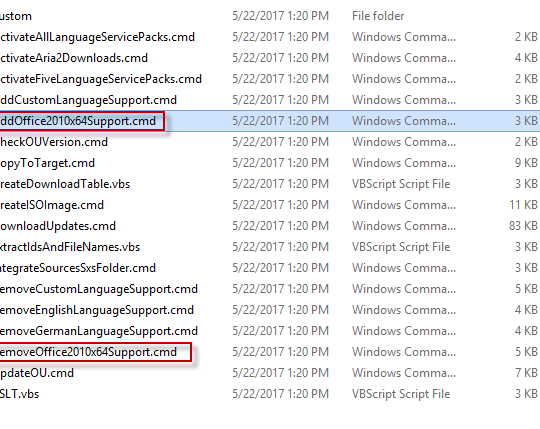 ustom 5/22/2017 1:20 PM File folder
ctivateAllLanguageServicePacks.cmd 5/22/2017 1:20 PM Windows Comma... 2 KB
ctivateAria2Downloads.cmd 5/22/2017 1:20 PM Windows Comma... 4 KB
ctivateFiveLanguageServicePacks.cmd 5/22/2017 1:20 PM Windows Comma... 2 KB
ddCustomLanguageSupport.cmd 5/22/2017 1:20 PM Windows Comma... 3 KB
ddOffice2010x64Support.cmd 5/22/2017 1:20 PM Windows Comma... 3 KB
heckOUVersion.cmd 5/22/2017 1:20 PM Windows Comma... 2 KB
opyToTarget.cmd 5/22/2017 1:20 PM Windows Comma... 9 KB
reateDownloadTable.vbs 5/22/2017 1:20 PM VBScript Script File 3 KB
reateISOImage.cmd 5/22/2017 1:20 PM Windows Comma... 11 KB
ownloadUpdates.cmd 5/22/2017 1:20 PM Windows Comma... 83 KB
xtractIdsAndFileNames.vbs 5/22/2017 1:20 PM VBScript Script File 3 KB
ntegrateSourcesSxsFolder.cmd 5/22/2017 1:20 PM Windows Comma... 3 KB
emoveCustomLanguageSupport.cmd 5/22/2017 1:20 PM Windows Comma... 5 KB
emoveEnglishLanguageSupport.cmd 5/22/2017 1:20 PM Windows Comma... 4 KB
emoveGermanLanguageSupport.cmd 5/22/2017 1:20 PM Windows Comma... 4 KB
emoveOffice2010x64Support.cmd 5/22/2017 1:20 PM Windows Comma... 5 KB
pdateOU.cmd 5/22/2017 1:20 PM Windows Comma... 7 KB
SLT.vbs 5/22/2017 1:20 PM VBScript Script File 3 KB